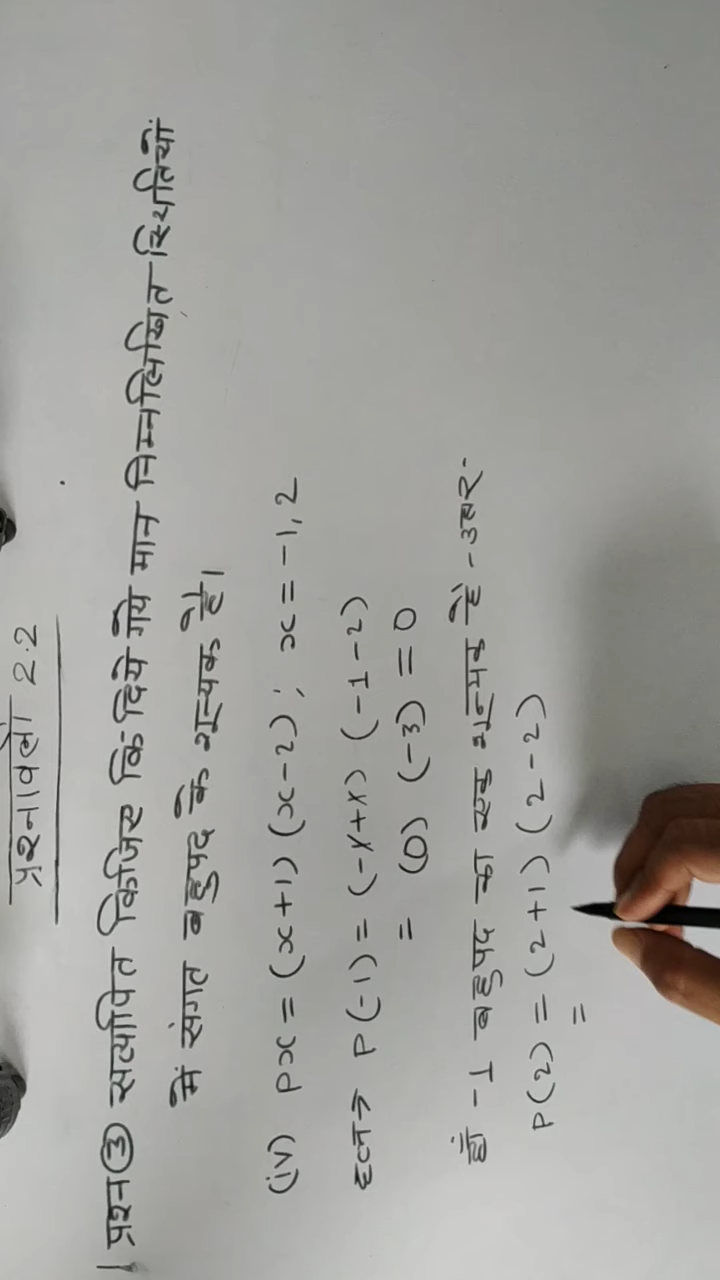 प्रश्नावली 2.2
प्रश्न ③ सत्यापित किजिए कि दिये गये मान निम्नलिखित स्थितियों
में संगत बहुपद के शून्यक हैं।
(iv) px = (x+1) (x-2) ; x = -1, 2
हल→ P(-1) = (-1+1) (-1-2)
= (0) (-3) = 0
हाँ -1 बहुपद का एक शून्यक है -उत्तर
P(2) = (2+1) (2-2)
=